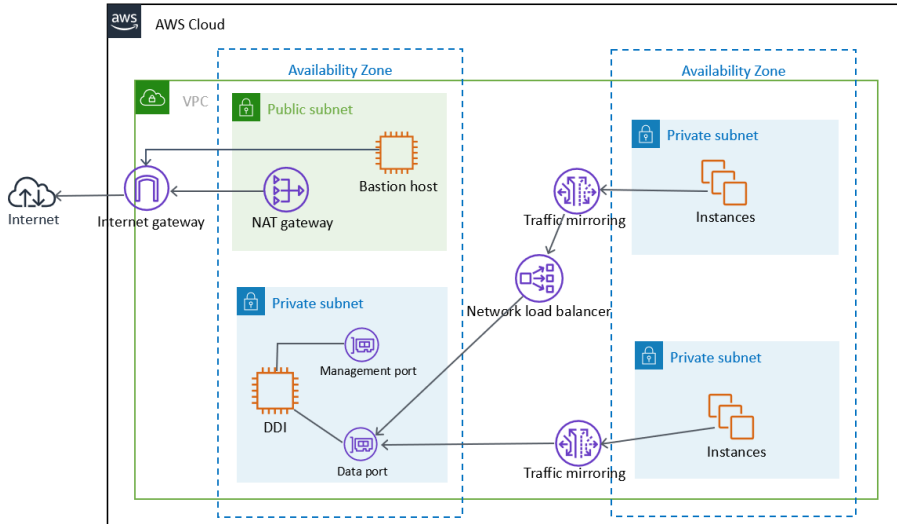 aws
AWS Cloud
Availability Zone
Availability Zone
VPC
Public subnet
Private subnet
Bastion host
Internet
Internet gateway
NAT gateway
Traffic mirroring
Instances
Private subnet
Network load balancer
Private subnet
Management port
DDI
Data port
Traffic mirroring
Instances